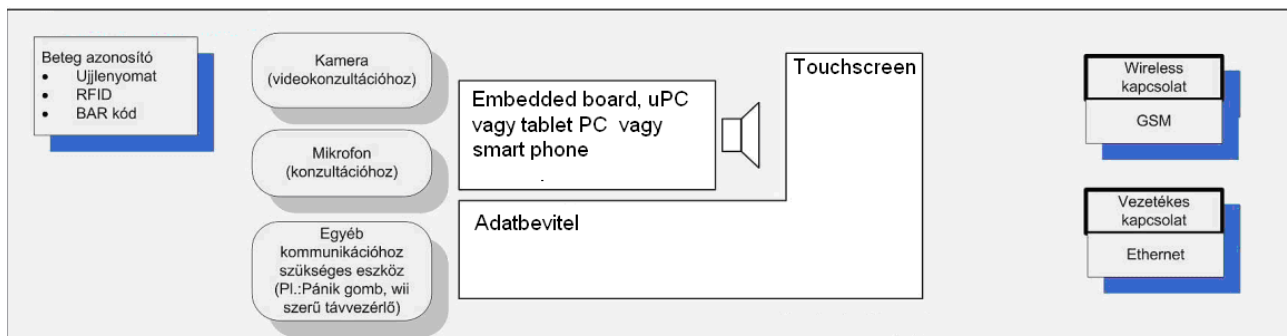 Beteg azonosító
• Ujjlenyomat
• RFID
• BAR kód
Kamera
(videokonzultációhoz)
Mikrofon
(konzultációhoz)
Egyéb
kommunikációhoz
szükséges eszköz
(Pl.:Pánik gomb, wii
szerű távvezérlő)
Embedded board, uPC
vagy tablet PC vagy
smart phone
.
Touchscreen
Adatbevitel
Wireless
kapcsolat
GSM
Vezetékes
kapcsolat
Ethernet